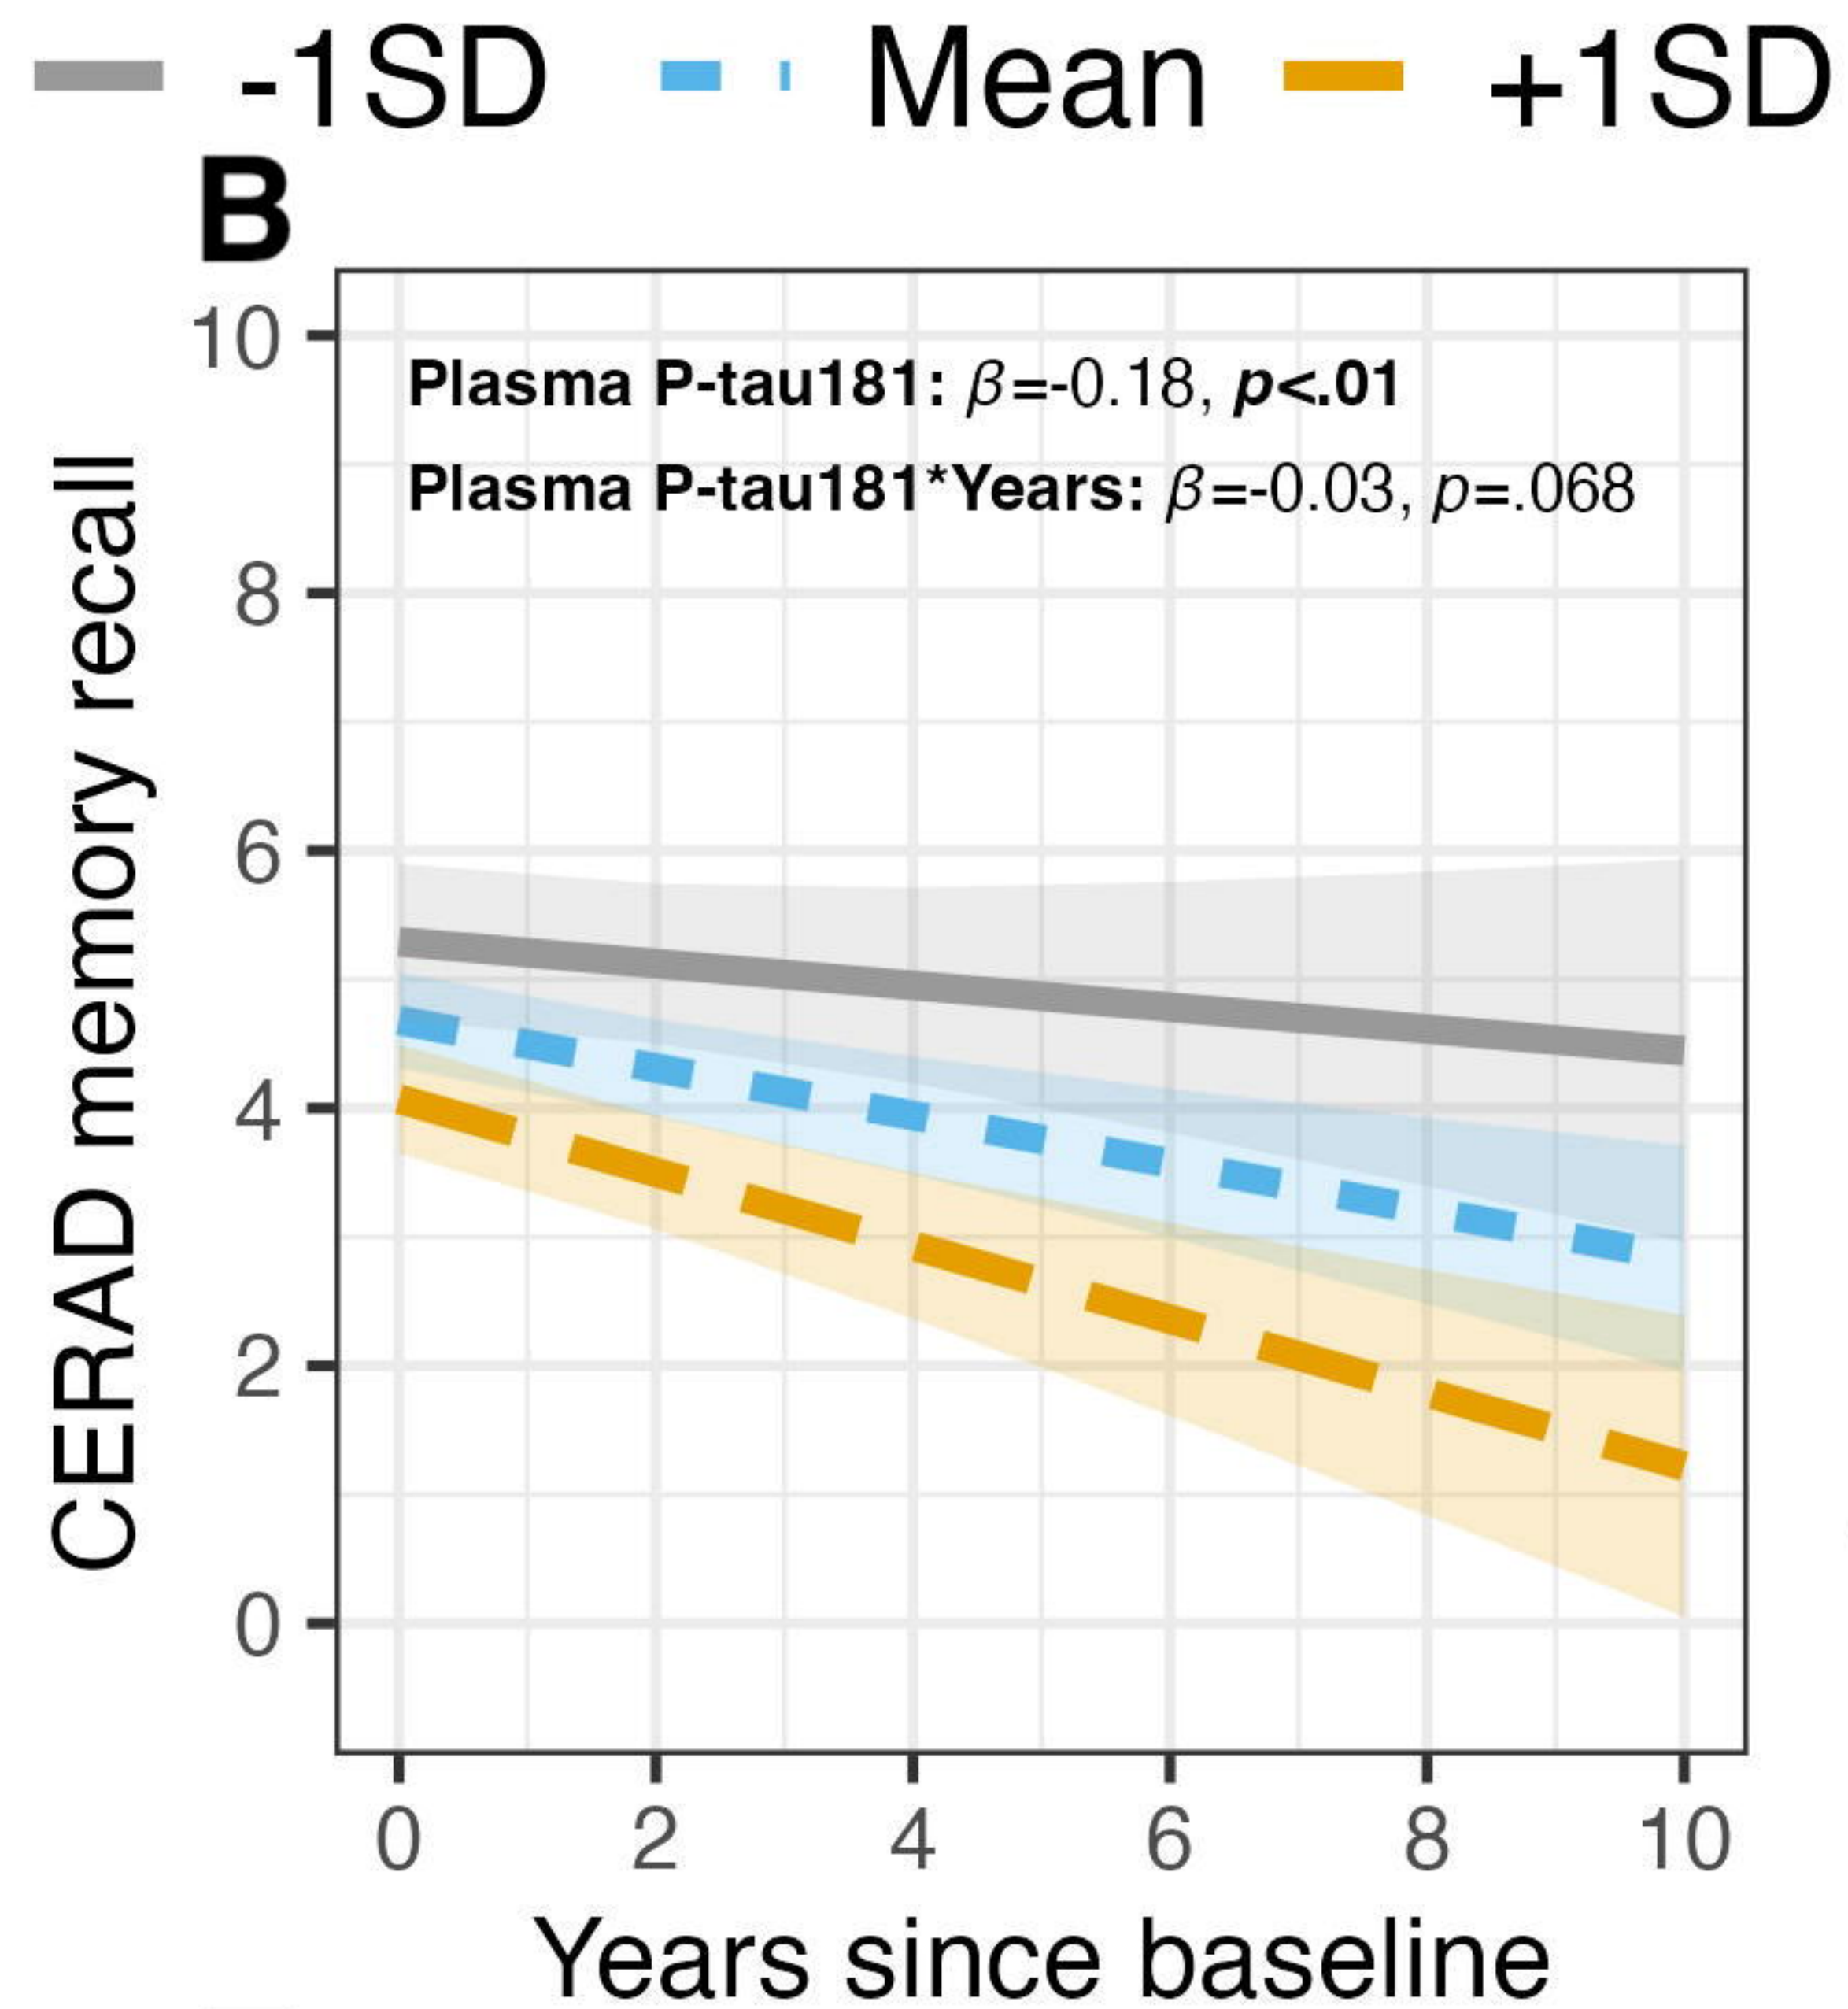 -1SD Mean +1SD
B
CERAD memory recall
10
8
6
4
2
0
Plasma P-tau181: β=-0.18, p<.01
Plasma P-tau181*Years: β=-0.03, p=.068
0 2 4 6 8 10
Years since baseline